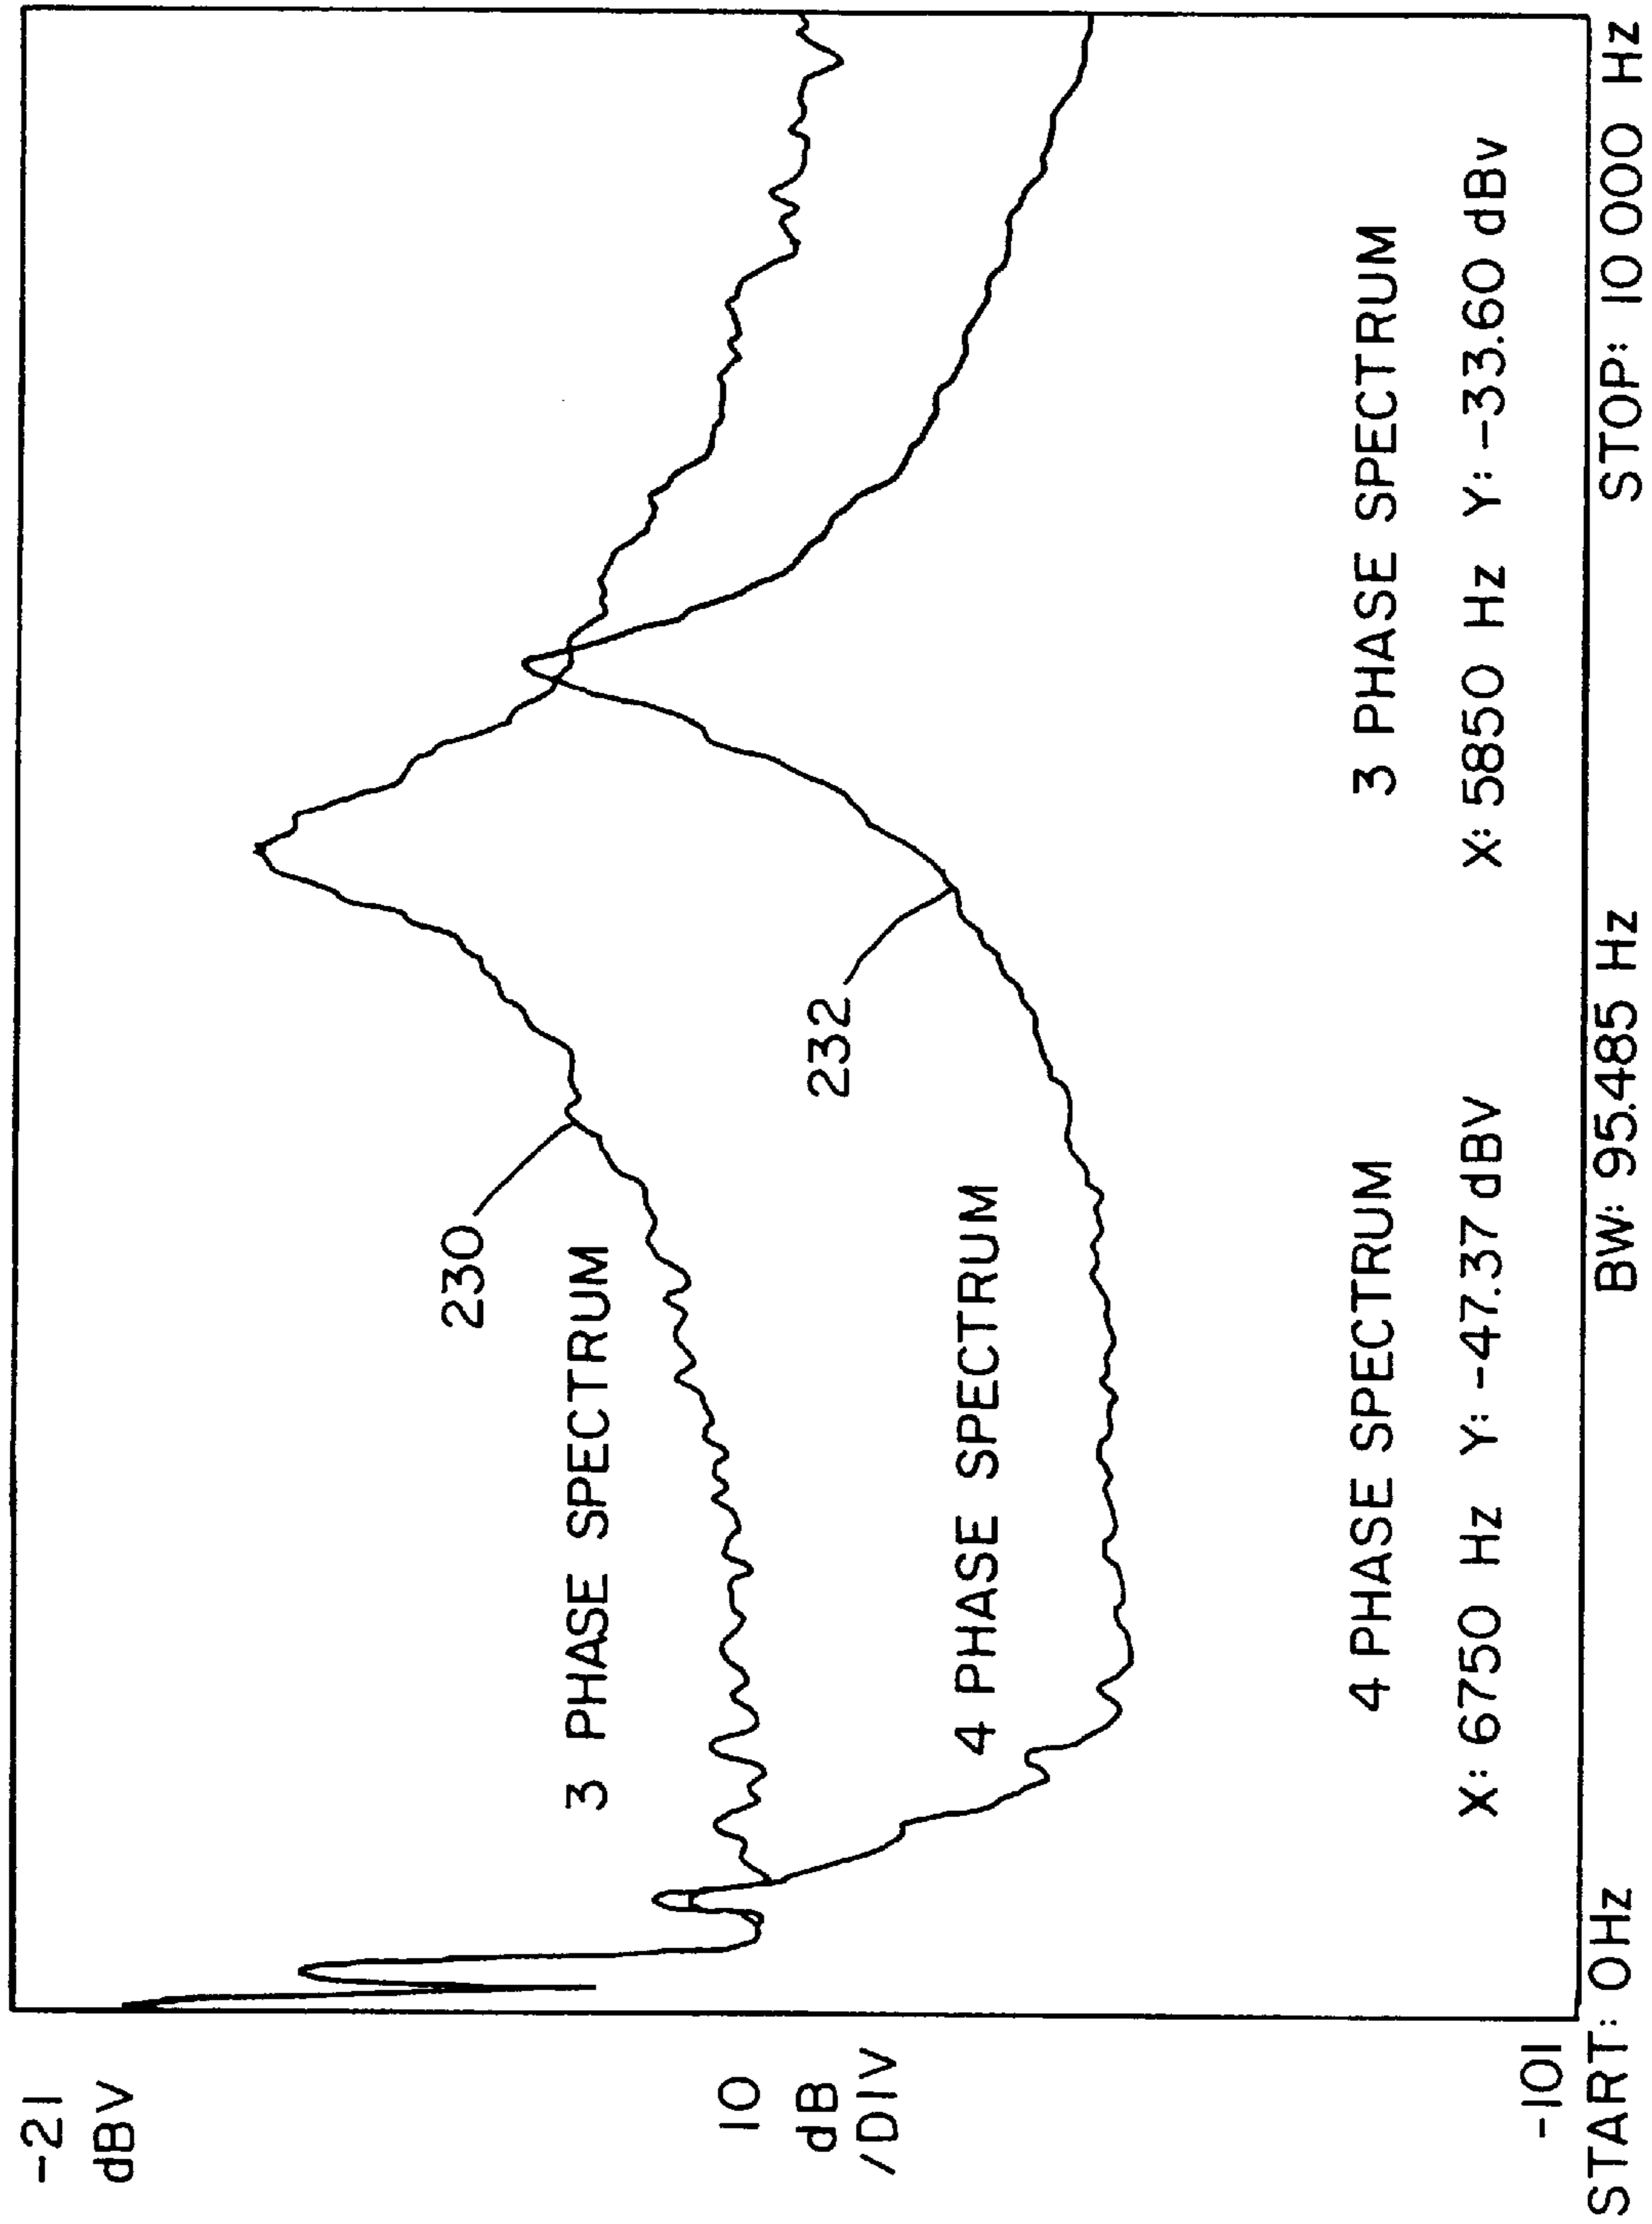 -21
dBV
10
dB
/DIV
-101
230
3 PHASE SPECTRUM
232
4 PHASE SPECTRUM
4 PHASE SPECTRUM
3 PHASE SPECTRUM
X: 6750 Hz Y: -47.37 dBV
X: 5850 Hz Y: -33.60 dBv
START: 0 Hz
BW: 95.485 Hz
STOP: 10 000 Hz